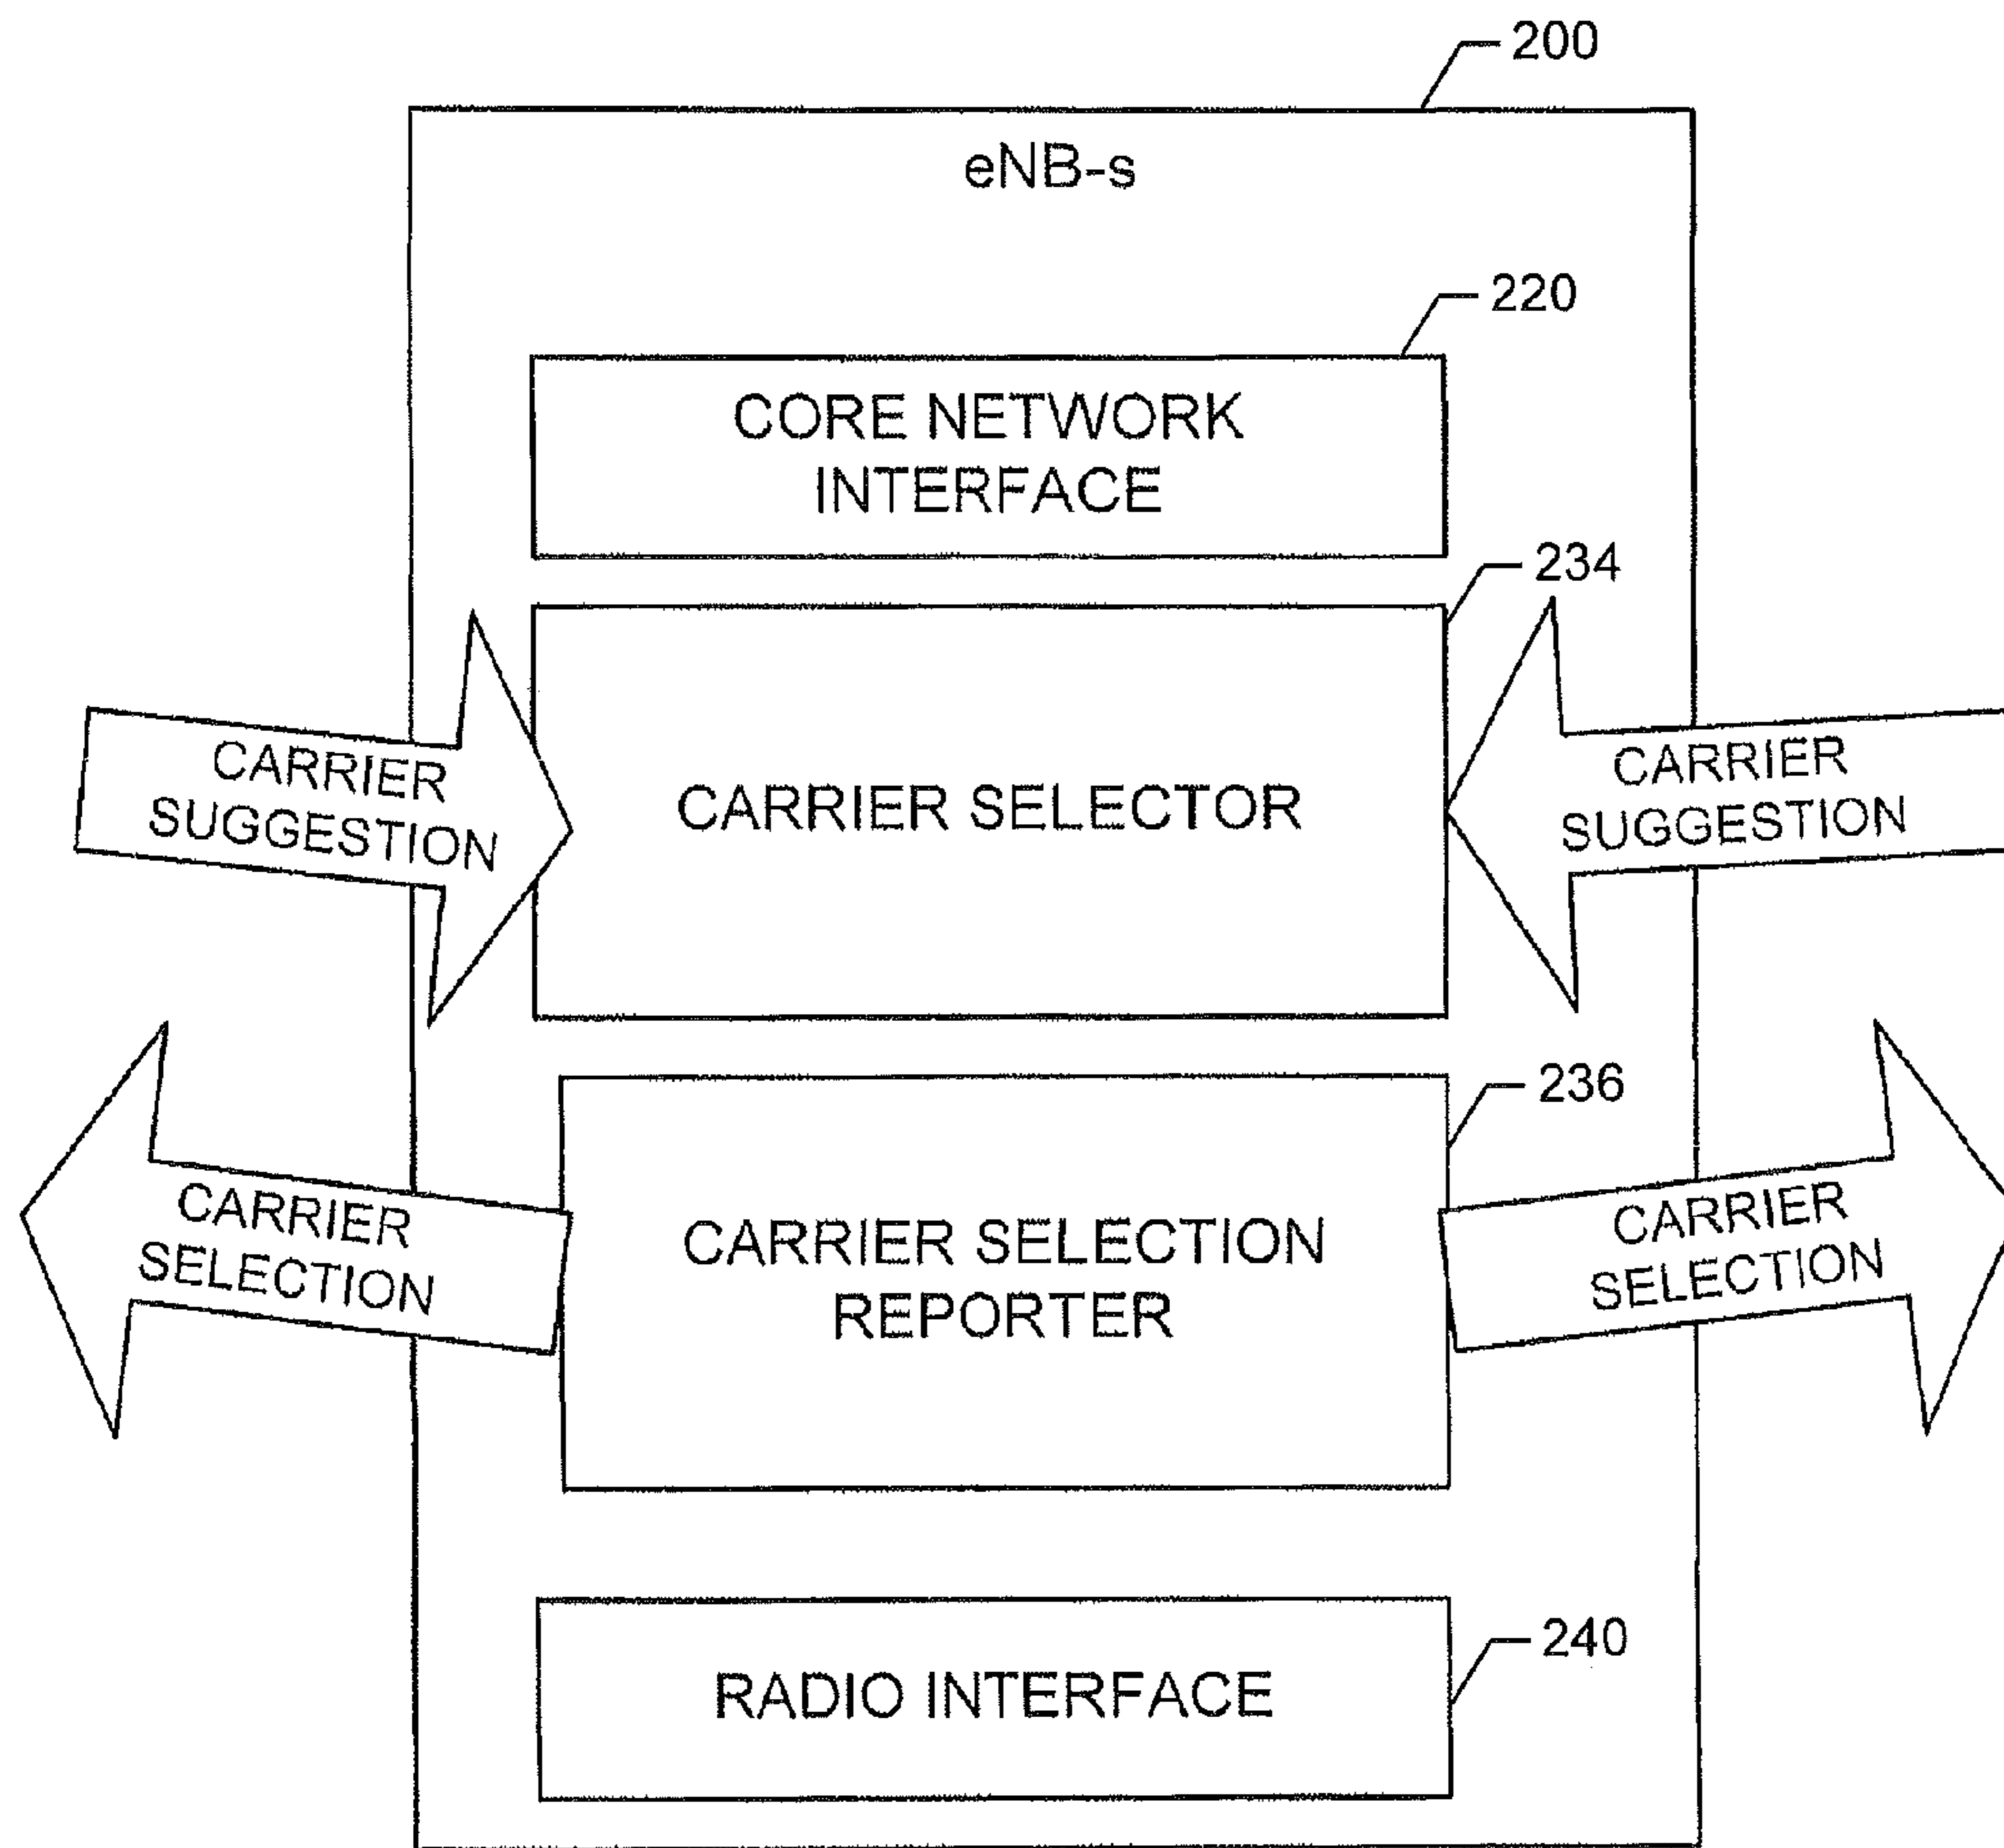 200
eNB-s
220
CORE NETWORK
INTERFACE
234
CARRIER
SUGGESTION
CARRIER SELECTOR
CARRIER
SUGGESTION
236
CARRIER
SELECTION
CARRIER SELECTION
REPORTER
CARRIER
SELECTION
240
RADIO INTERFACE